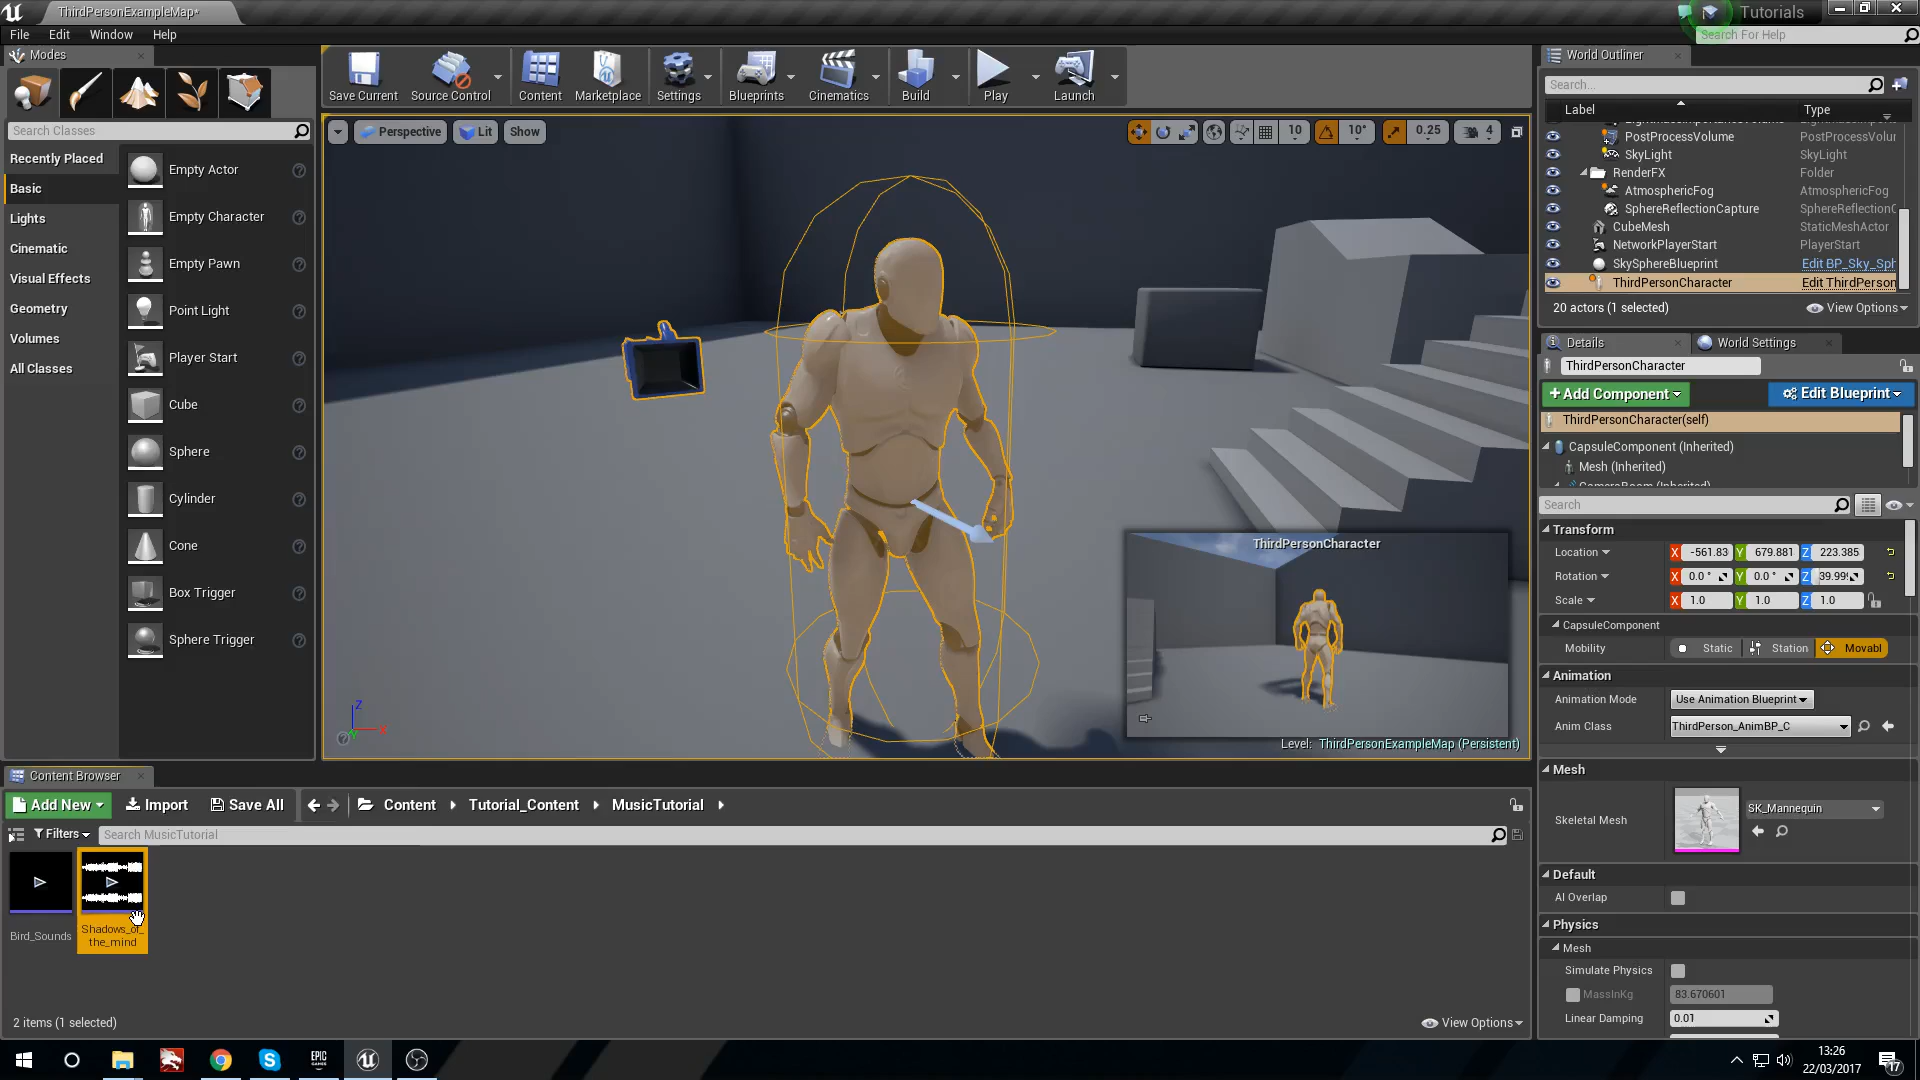 ThirdPersonExampleMap*
Tutorials
File Edit Window Help
Search For Help
Modes
Save Current
Source Control
Content
Marketplace
Settings
Blueprints
Cinematics
Build
Play
Launch
Search Classes
Recently Placed
Basic
Lights
Cinematic
Visual Effects
Geometry
Volumes
All Classes
Empty Actor
Empty Character
Empty Pawn
Point Light
Player Start
Cube
Sphere
Cylinder
Cone
Box Trigger
Sphere Trigger
Perspective Lit Show
10 10° 0.25 4
ThirdPersonCharacter
Level: ThirdPersonExampleMap (Persistent)
Z
X
Y
World Outliner
Search...
Label Type
PostProcessVolume PostProcessVolur
SkyLight SkyLight
RenderFX Folder
AtmosphericFog AtmosphericFog
SphereReflectionCapture SphereReflectionC
CubeMesh StaticMeshActor
NetworkPlayerStart PlayerStart
SkySphereBlueprint Edit BP_Sky_Sph
ThirdPersonCharacter Edit ThirdPerson
20 actors (1 selected) View Options
Details World Settings
ThirdPersonCharacter
+Add Component Edit Blueprint
ThirdPersonCharacter(self)
CapsuleComponent (Inherited)
Mesh (Inherited)
CameraBoom (Inherited)
Search
Transform
Location X -561.83 Y 679.881 Z 223.385
Rotation X 0.0 ° Y 0.0 ° Z 39.99
Scale X 1.0 Y 1.0 Z 1.0
CapsuleComponent
Mobility Static Station Movabl
Animation
Animation Mode Use Animation Blueprint
Anim Class ThirdPerson_AnimBP_C
Mesh
Skeletal Mesh SK_Mannequin
Default
AI Overlap
Physics
Mesh
Simulate Physics
MassInKg 83.670601
Linear Damping 0.01
Content Browser
Add New Import Save All Content Tutorial_Content MusicTutorial
Filters Search MusicTutorial
Bird_Sounds
Shadows_of_
the_mind
2 items (1 selected)
View Options
EPIC
GAMES
13:26
22/03/2017
17